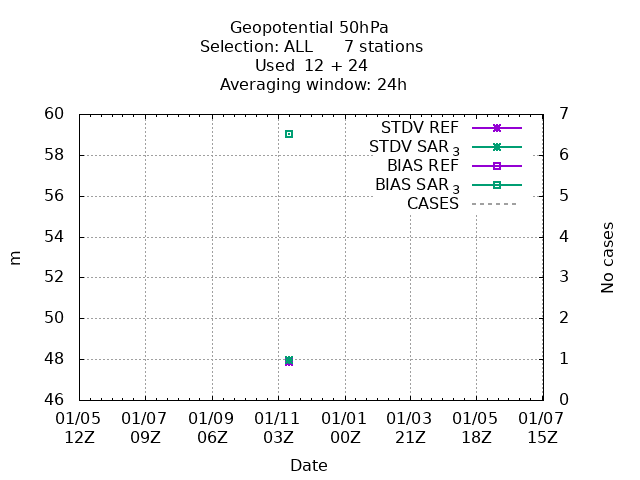 Geopotential 50hPa
Selection: ALL 7 stations
Used 12 + 24
Averaging window: 24h
60 7
STDV REF
STDV SAR 3
58 6
BIAS REF
BIAS SAR 3
56 5
CASES
54 4
m
No cases
52 3
50 2
48 1
46 0
01/05 01/07 01/09 01/11 01/01 01/03 01/05 01/07
12Z 09Z 06Z 03Z 00Z 21Z 18Z 15Z
Date